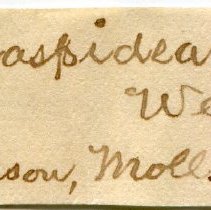 aspidea
We
son, Moll.